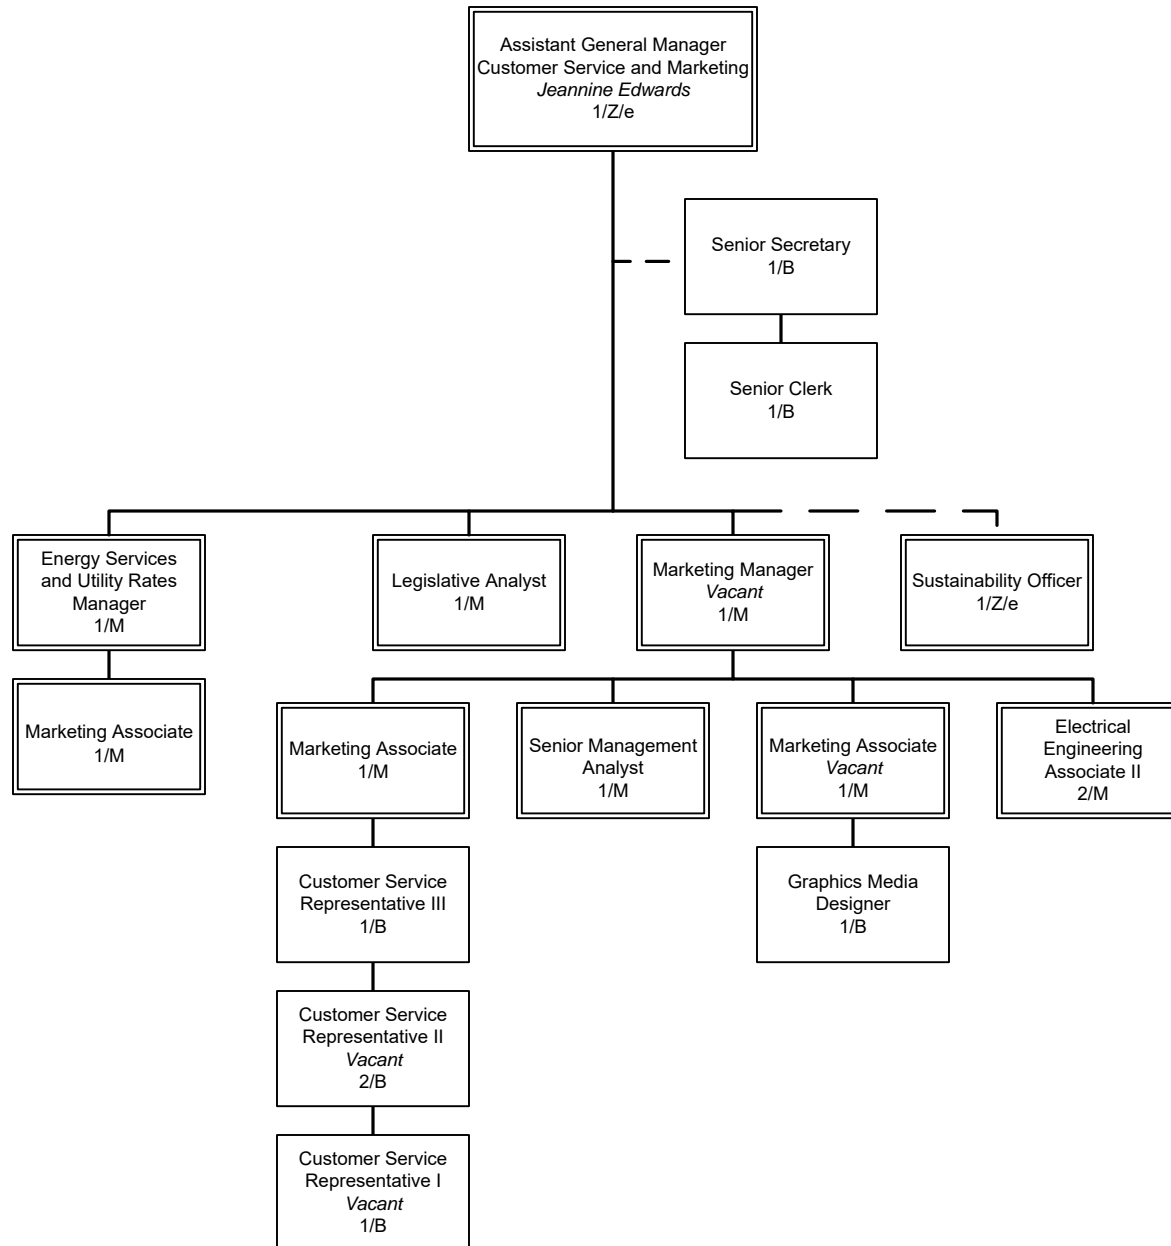 Assistant General Manager
Customer Service and Marketing
Jeannine Edwards
1/Z/e
Senior Secretary
1/B
Senior Clerk
1/B
Energy Services
and Utility Rates
Manager
1/M
Legislative Analyst
1/M
Marketing Manager
Vacant
1/M
Sustainability Officer
1/Z/e
Marketing Associate
1/M
Marketing Associate
1/M
Senior Management
Analyst
1/M
Marketing Associate
Vacant
1/M
Electrical
Engineering
Associate II
2/M
Customer Service
Representative III
1/B
Graphics Media
Designer
1/B
Customer Service
Representative II
Vacant
2/B
Customer Service
Representative I
Vacant
1/B